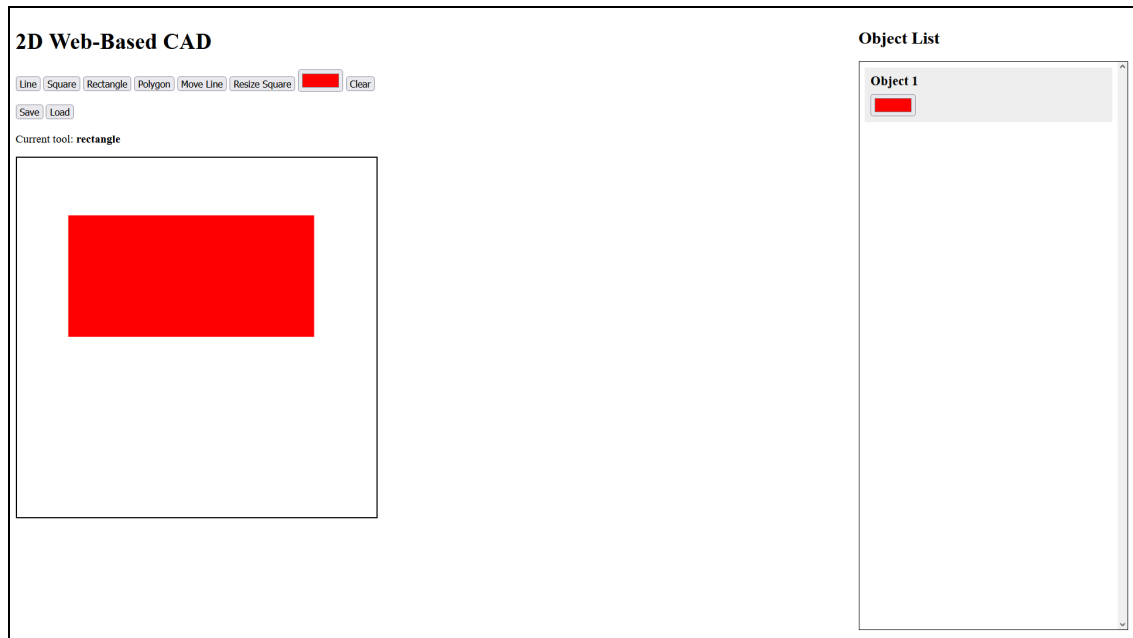 2D Web-Based CAD
Line Square Rectangle Polygon Move Line Resize Square Clear
Save Load
Current tool: rectangle
Object List
Object 1